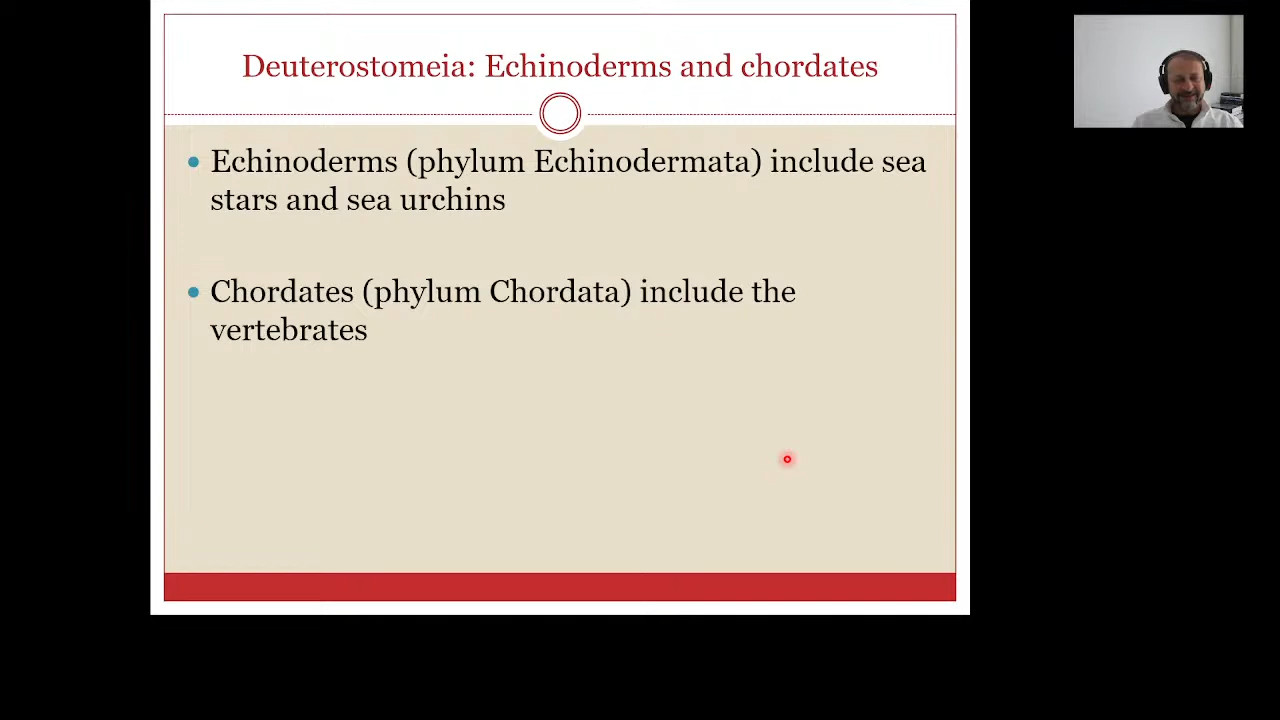 Deuterostomeia: Echinoderms and chordates
Echinoderms (phylum Echinodermata) include sea
stars and sea urchins
Chordates (phylum Chordata) include the
vertebrates